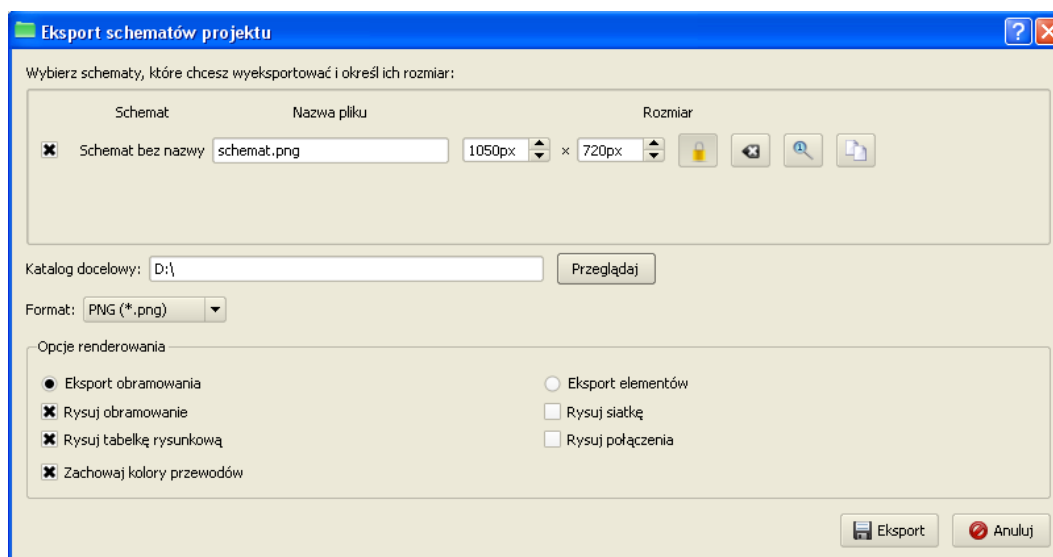 Eksport schematów projektu
Wybierz schematy, które chcesz wyeksportować i określ ich rozmiar:
Schemat Nazwa pliku Rozmiar
Schemat bez nazwy schemat.png 1050px × 720px
Katalog docelowy: D:\ Przeglądaj
Format: PNG (*.png)
Opcje renderowania
Eksport obramowania Eksport elementów
Rysuj obramowanie Rysuj siatkę
Rysuj tabelkę rysunkową Rysuj połączenia
Zachowaj kolory przewodów
Eksport Anuluj